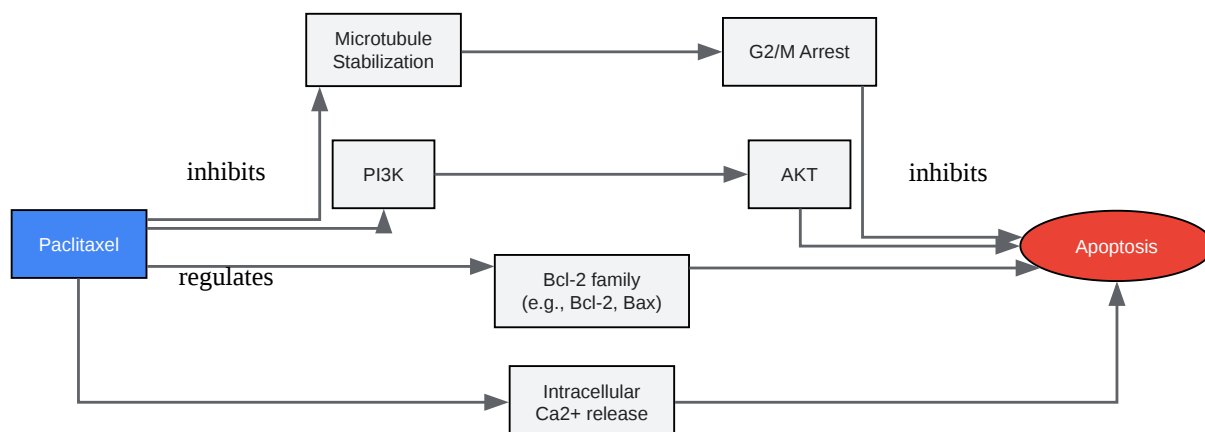 Microtubule
Stabilization
G2/M Arrest
inhibits
PI3K
AKT
inhibits
Paclitaxel
Apoptosis
regulates
Bcl-2 family
(e.g., Bcl-2, Bax)
Intracellular
Ca2+ release